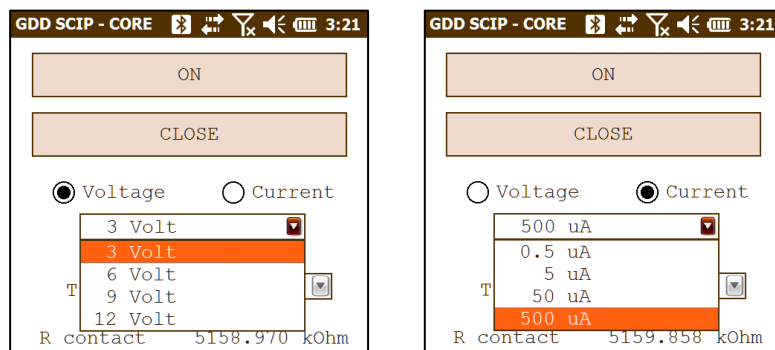 GDD SCIP - CORE 3:21
ON
CLOSE
Voltage Current
3 Volt
3 Volt
6 Volt
9 Volt
T
12 Volt
R contact 5158.970 kOhm
GDD SCIP - CORE 3:21
ON
CLOSE
Voltage Current
500 uA
0.5 uA
5 uA
T
50 uA
500 uA
R contact 5159.858 kOhm